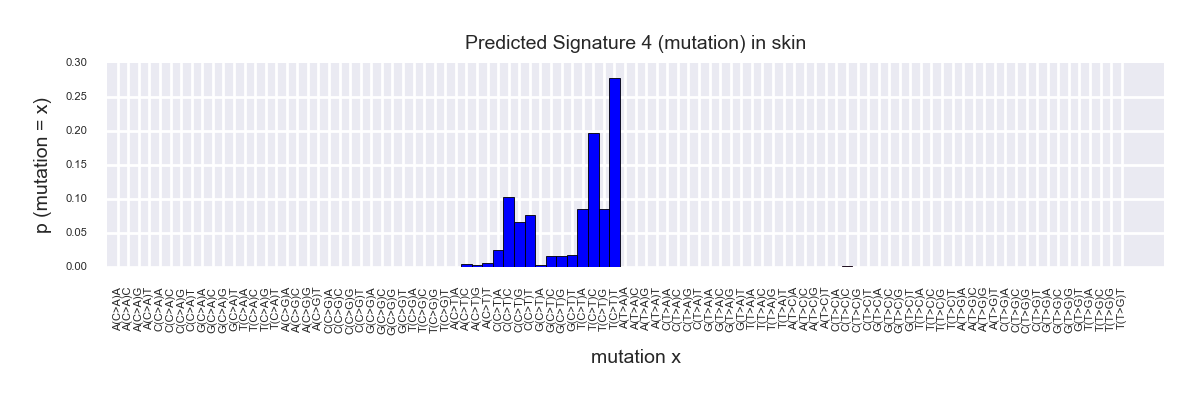 Predicted Signature 4 (mutation) in skin
p (mutation = x)
0.30
0.25
0.20
0.15
0.10
0.05
0.00
A(C>A)A
A(C>A)C
A(C>A)G
A(C>A)T
C(C>A)A
C(C>A)C
C(C>A)G
C(C>A)T
G(C>A)A
G(C>A)C
G(C>A)G
G(C>A)T
T(C>A)A
T(C>A)C
T(C>A)G
T(C>A)T
A(C>G)A
A(C>G)C
A(C>G)G
A(C>G)T
C(C>G)A
C(C>G)C
C(C>G)G
C(C>G)T
G(C>G)A
G(C>G)C
G(C>G)G
G(C>G)T
T(C>G)A
T(C>G)C
T(C>G)G
T(C>G)T
A(C>T)A
A(C>T)C
A(C>T)G
A(C>T)T
C(C>T)A
C(C>T)C
C(C>T)G
C(C>T)T
G(C>T)A
G(C>T)C
G(C>T)G
G(C>T)T
T(C>T)A
T(C>T)C
T(C>T)G
T(C>T)T
A(T>A)A
A(T>A)C
A(T>A)G
A(T>A)T
C(T>A)A
C(T>A)C
C(T>A)G
C(T>A)T
G(T>A)A
G(T>A)C
G(T>A)G
G(T>A)T
T(T>A)A
T(T>A)C
T(T>A)G
T(T>A)T
A(T>C)A
A(T>C)C
A(T>C)G
A(T>C)T
C(T>C)A
C(T>C)C
C(T>C)G
C(T>C)T
G(T>C)A
G(T>C)C
G(T>C)G
G(T>C)T
T(T>C)A
T(T>C)C
T(T>C)G
T(T>C)T
A(T>G)A
A(T>G)C
A(T>G)G
A(T>G)T
C(T>G)A
C(T>G)C
C(T>G)G
C(T>G)T
G(T>G)A
G(T>G)C
G(T>G)G
G(T>G)T
T(T>G)A
T(T>G)C
T(T>G)G
T(T>G)T
mutation x